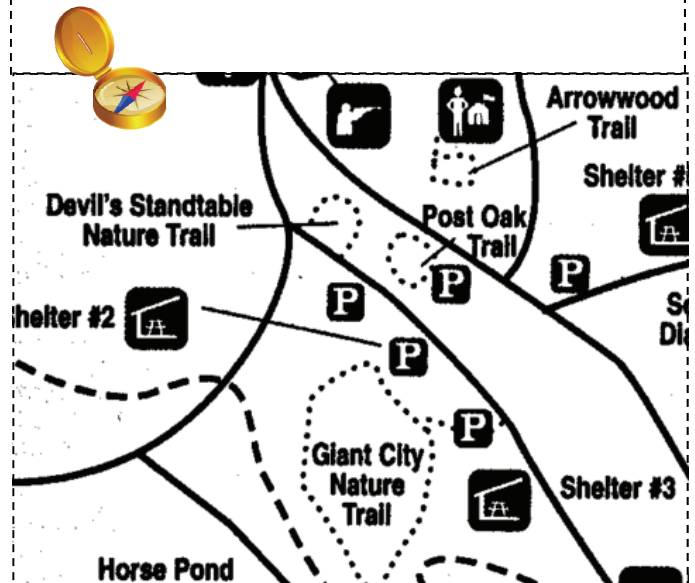 Arrowwood
Trail
Shelter
Devil's Standtable
Nature Trail
Post Oak
Trail
P
P
P
helter #2
P
P
Giant City
Nature
Trail
Shelter #3
Horse Pond